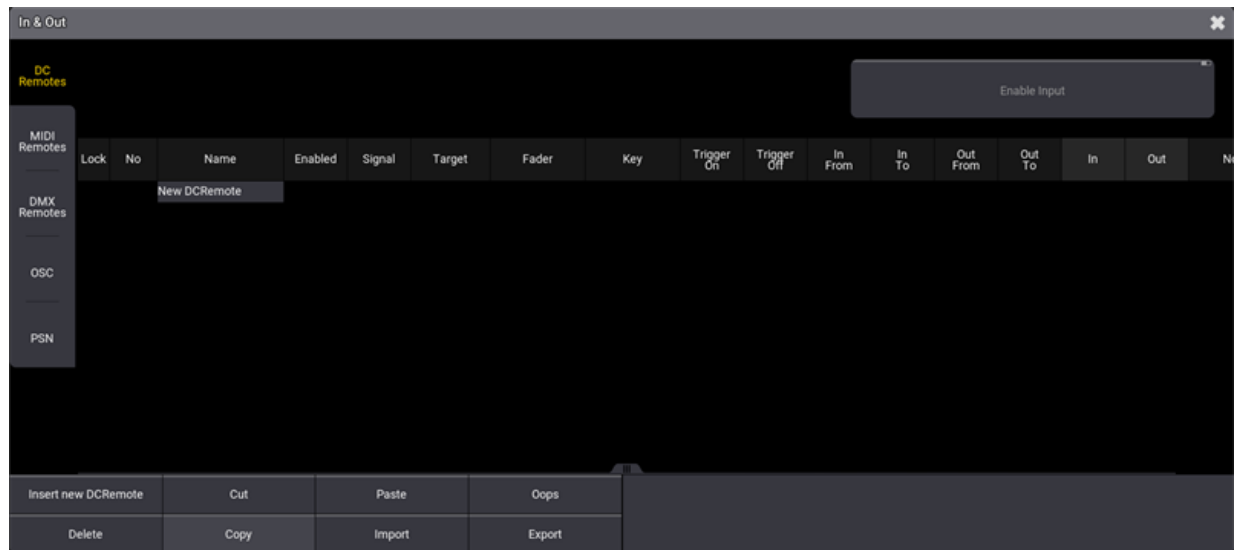 In & Out
DC
Remotes
Enable Input
MIDI
Remotes
Lock No Name Enabled Signal Target Fader Key Trigger On Trigger Off In From In To Out From Out To In Out
New DCRemote
DMX
Remotes
OSC
PSN
Insert new DCRemote Cut Paste Oops
Delete Copy Import Export